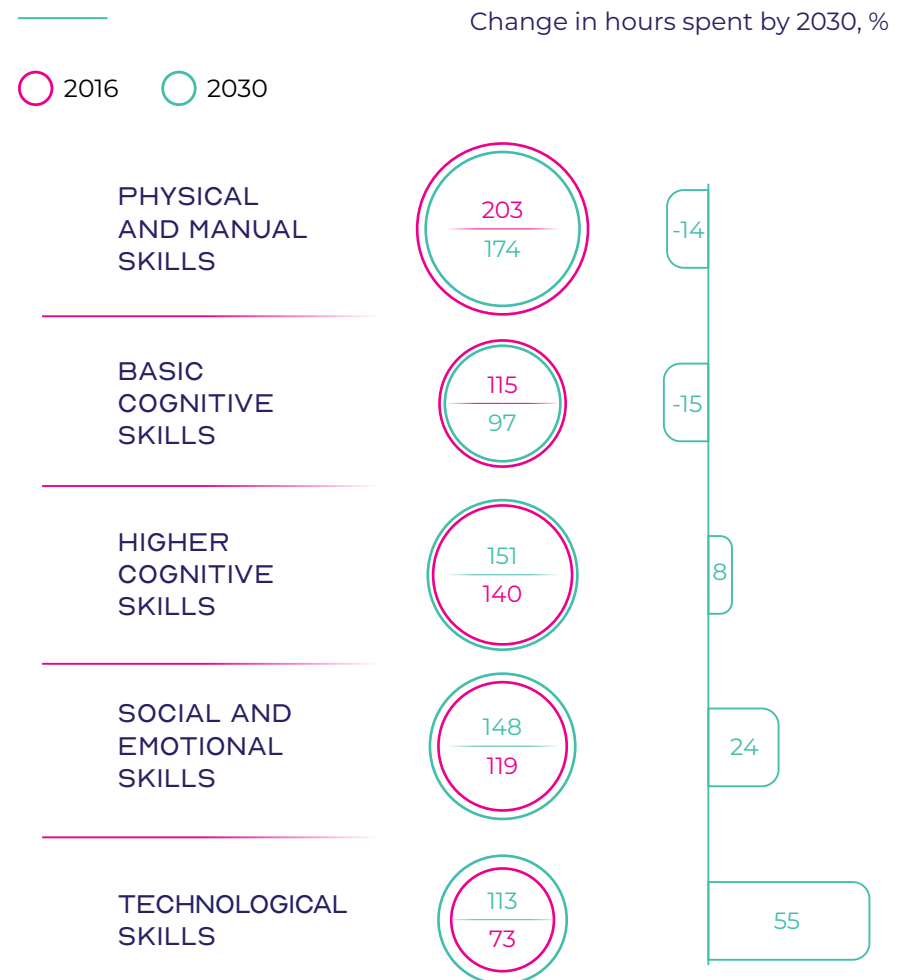 Change in hours spent by 2030, %
2016 2030
PHYSICAL
AND MANUAL
SKILLS
203
174
-14
BASIC
COGNITIVE
SKILLS
115
97
-15
HIGHER
COGNITIVE
SKILLS
151
140
8
SOCIAL AND
EMOTIONAL
SKILLS
148
119
24
TECHNOLOGICAL
SKILLS
113
73
55